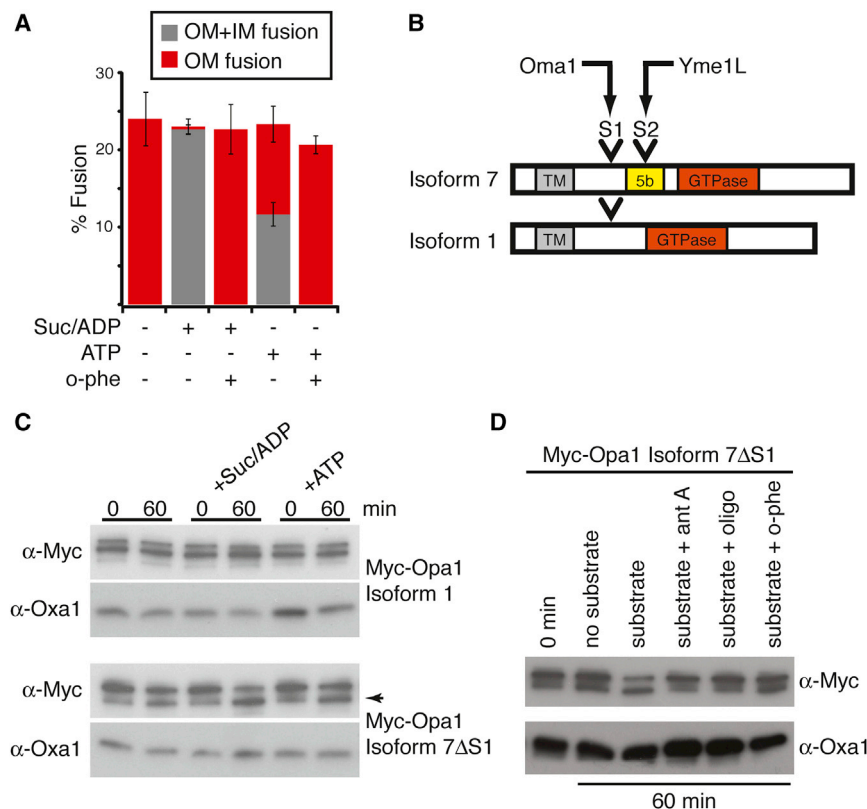 A
OM+IM fusion
OM fusion
% Fusion
30
20
10
0
Suc/ADP - + + - -
ATP - - - + +
o-phe - - + - +
B
Oma1 Yme1L
S1 S2
Isoform 7 TM 5b GTPase
Isoform 1 TM GTPase
C
+Suc/ADP +ATP
0 60 0 60 0 60 min
α-Myc
Myc-Opa1
Isoform 1
α-Oxa1
α-Myc
Myc-Opa1
Isoform 7ΔS1
α-Oxa1
D
Myc-Opa1 Isoform 7ΔS1
0 min
no substrate
substrate
substrate + ant A
substrate + oligo
substrate + o-phe
α-Myc
α-Oxa1
60 min